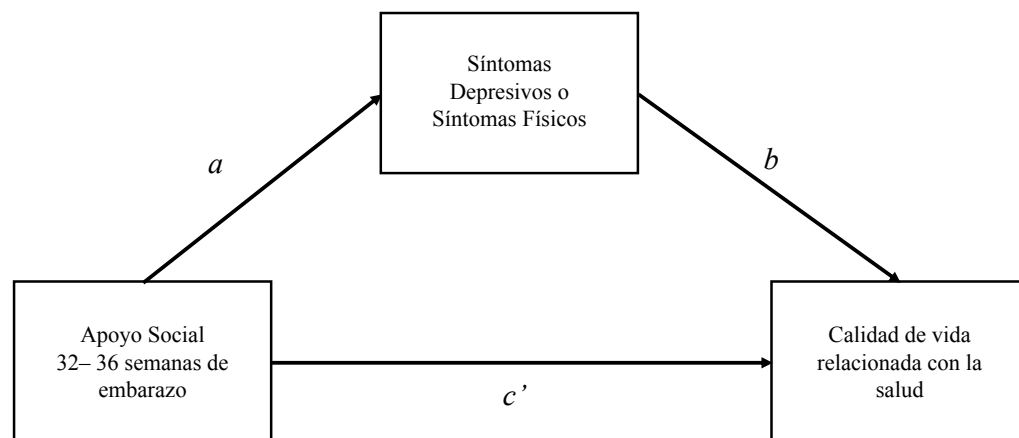 Síntomas
Depresivos o
Síntomas Físicos
a
b
Apoyo Social
32– 36 semanas de
embarazo
c’
Calidad de vida
relacionada con la
salud